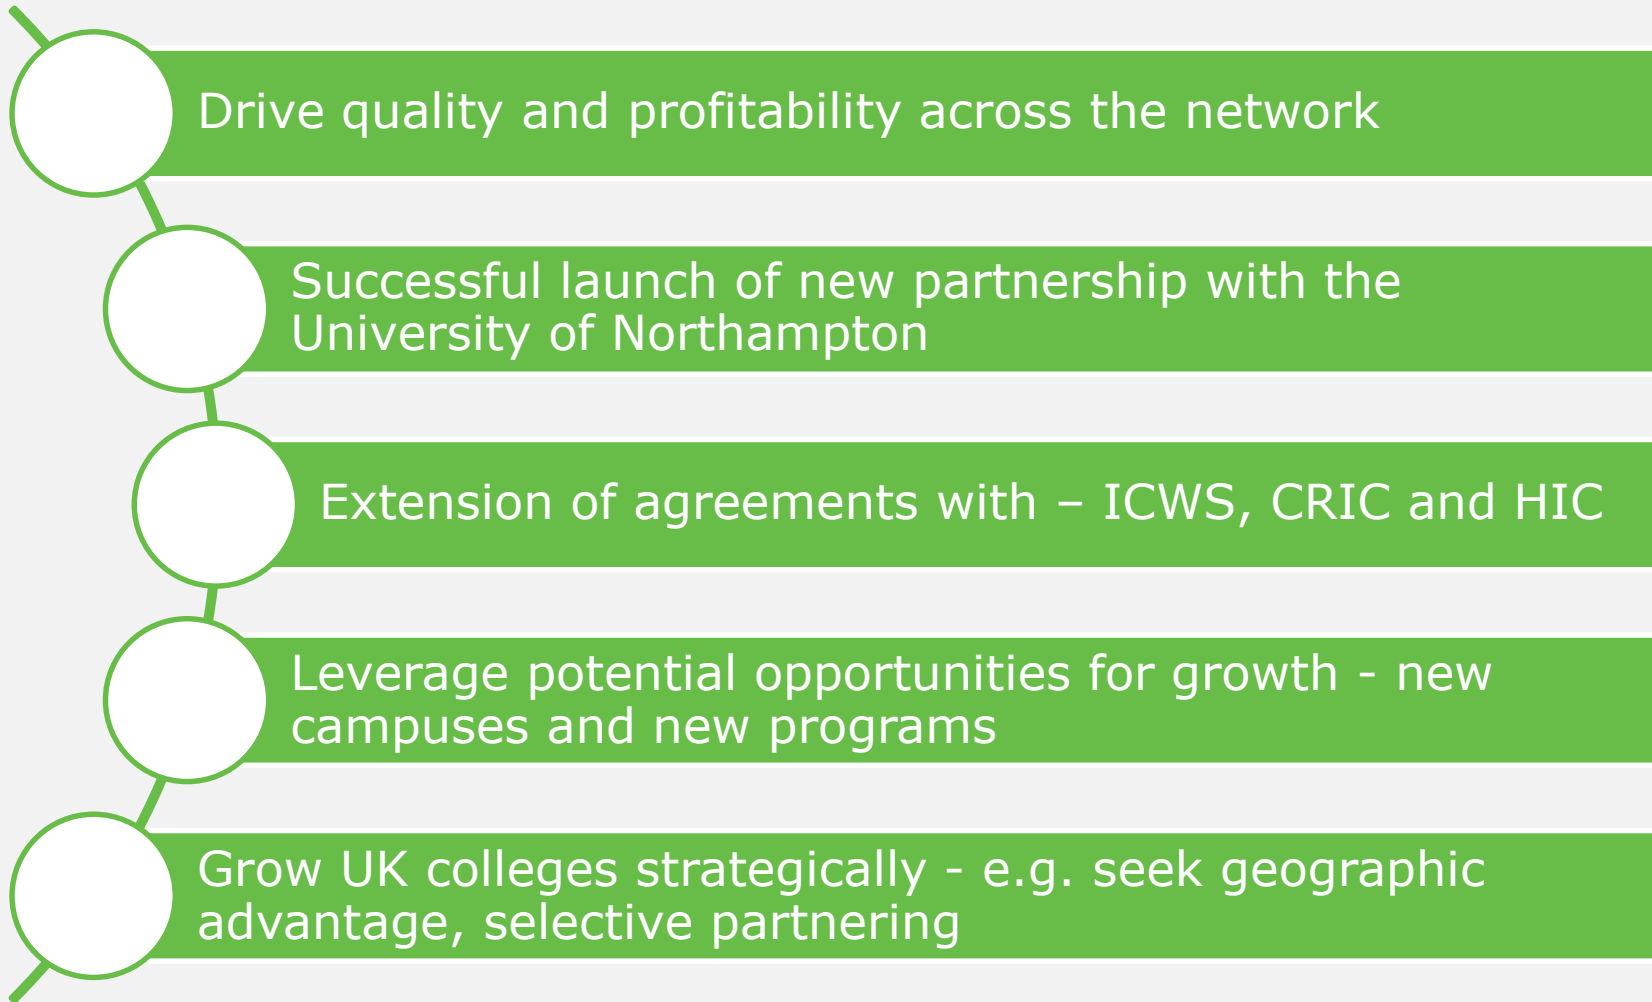 Drive quality and profitability across the network
Successful launch of new partnership with the
University of Northampton
Extension of agreements with – ICWS, CRIC and HIC
Leverage potential opportunities for growth - new
campuses and new programs
Grow UK colleges strategically - e.g. seek geographic
advantage, selective partnering